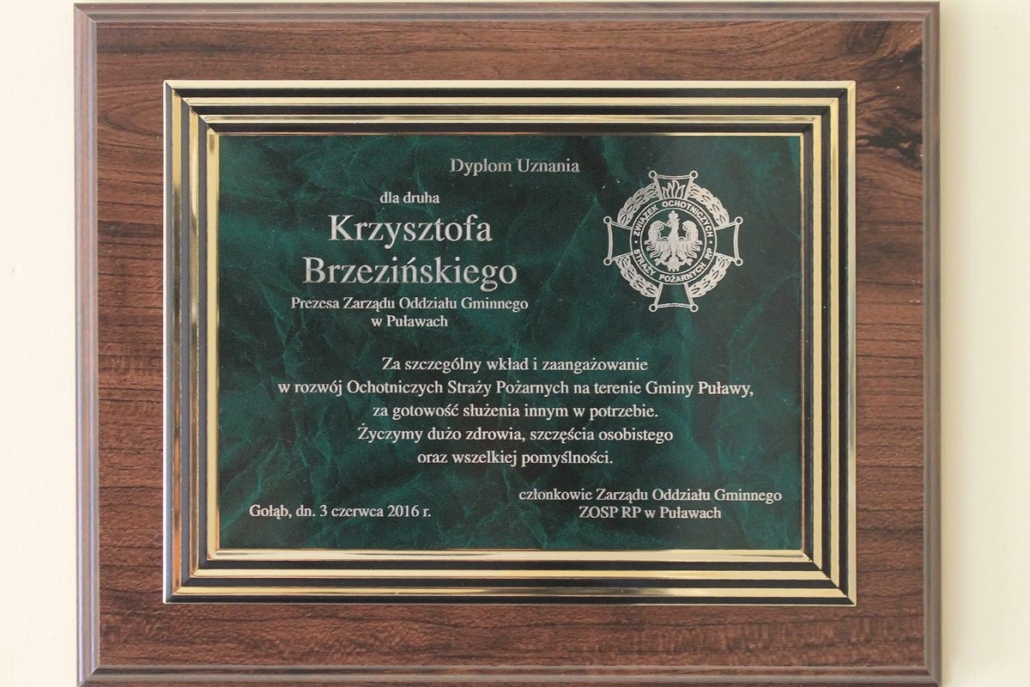 Dyplom Uznania
dla druha
Krzysztofa
Brzezińskiego
Prezesa Zarządu Oddziału Gminnego
w Puławach
ZWIĄZEK OCHOTNICZYCH
STRAŻY POŻARNYCH RP
Za szczególny wkład i zaangażowanie
w rozwój Ochotniczych Straży Pożarnych na terenie Gminy Puławy,
za gotowość służenia innym w potrzebie.
Życzymy dużo zdrowia, szczęścia osobistego
oraz wszelkiej pomyślności.
członkowie Zarządu Oddziału Gminnego
ZOSP RP w Puławach
Gołąb, dn. 3 czerwca 2016 r.